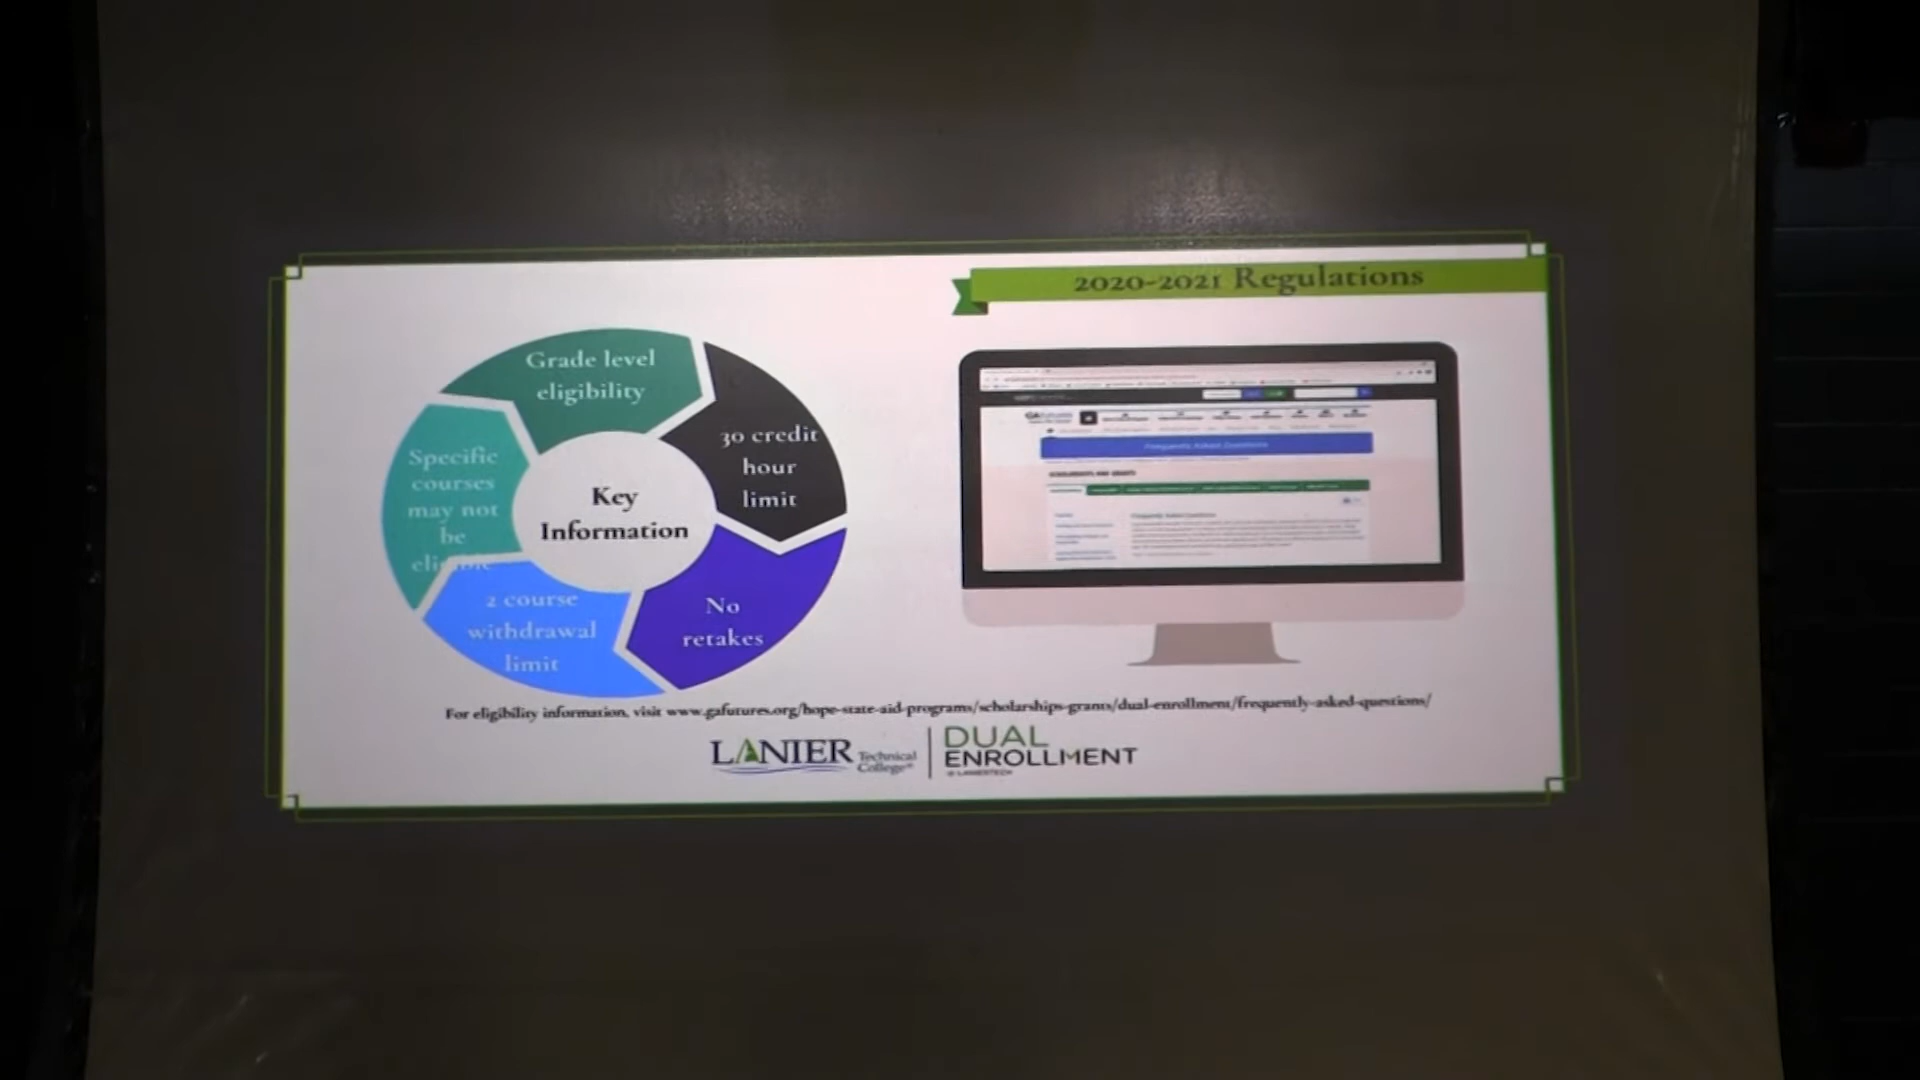 2020-2021 Regulations
Grade level
eligibility
30 credit
hour
limit
No
retakes
2 course
withdrawal
limit
Specific
courses
may not
be
eligible
Key
Information
Frequently Asked Questions
For eligibility information, visit www.gafutures.org/hope-state-aid-programs/scholarships-grants/dual-enrollment/frequently-asked-questions/
LANIER Technical
College®
DUAL
ENROLLMENT
@ LANIERTECH